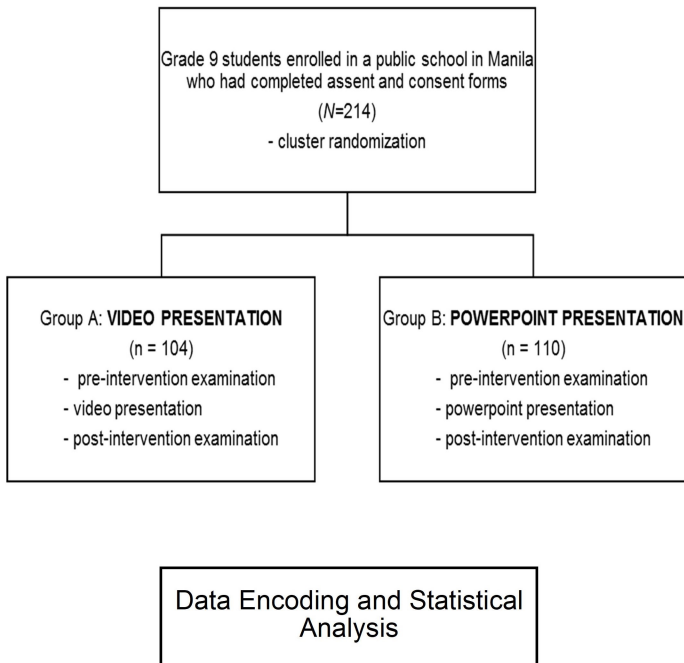 Grade 9 students enrolled in a public school in Manila
who had completed assent and consent forms
(N=214)
- cluster randomization
Group A: VIDEO PRESENTATION
(n = 104)
- pre-intervention examination
- video presentation
- post-intervention examination
Group B: POWERPOINT PRESENTATION
(n = 110)
- pre-intervention examination
- powerpoint presentation
- post-intervention examination
Data Encoding and Statistical
Analysis